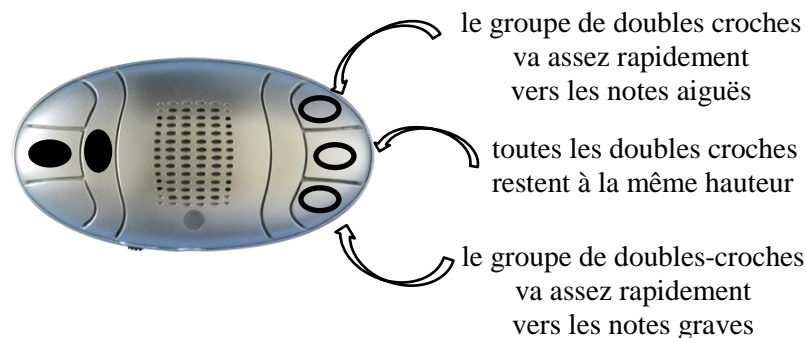 le groupe de doubles croches
va assez rapidement
vers les notes aiguës
toutes les doubles croches
restent à la même hauteur
le groupe de doubles-croches
va assez rapidement
vers les notes graves